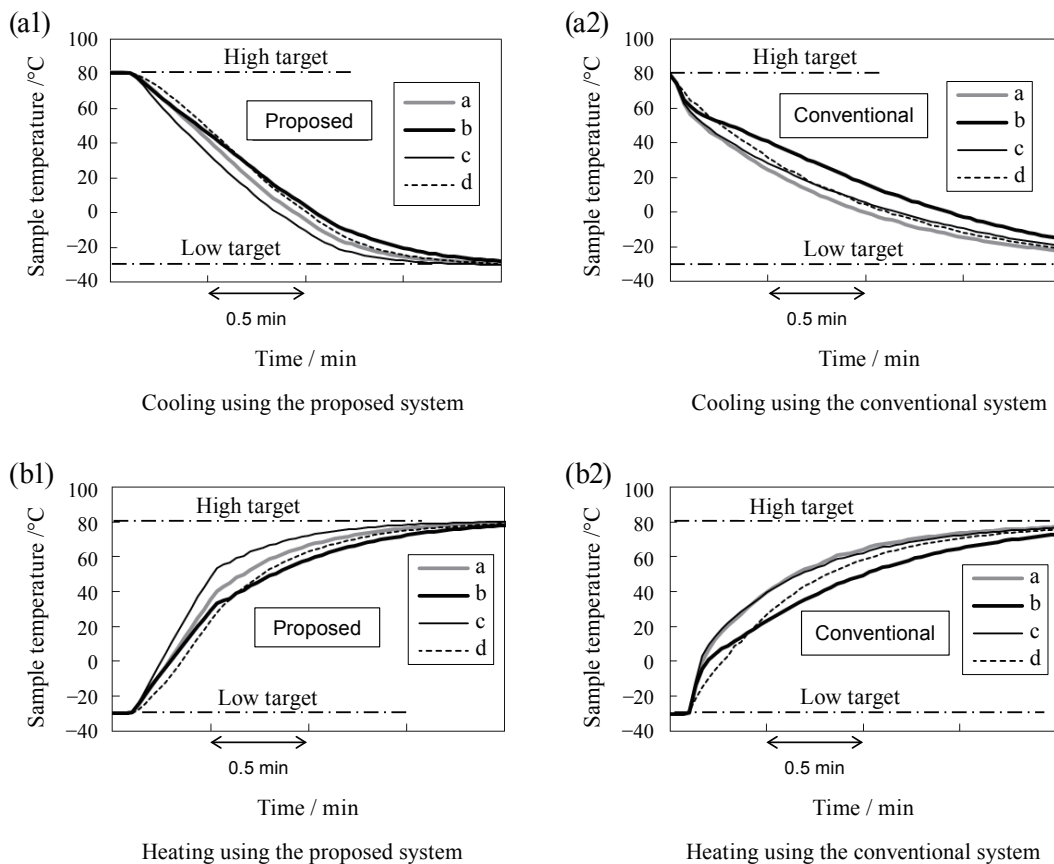 (a1)
100
80
60
40
20
0
−20
−40
Sample temperature /°C
High target
Proposed
a
b
c
d
Low target
0.5 min
Time / min
Cooling using the proposed system
(a2)
100
80
60
40
20
0
−20
−40
Sample temperature /°C
High target
Conventional
a
b
c
d
Low target
0.5 min
Time / min
Cooling using the conventional system
(b1)
100
80
60
40
20
0
−20
−40
Sample temperature /°C
High target
Proposed
a
b
c
d
Low target
0.5 min
Time / min
Heating using the proposed system
(b2)
100
80
60
40
20
0
−20
−40
Sample temperature /°C
High target
Conventional
a
b
c
d
Low target
0.5 min
Time / min
Heating using the conventional system